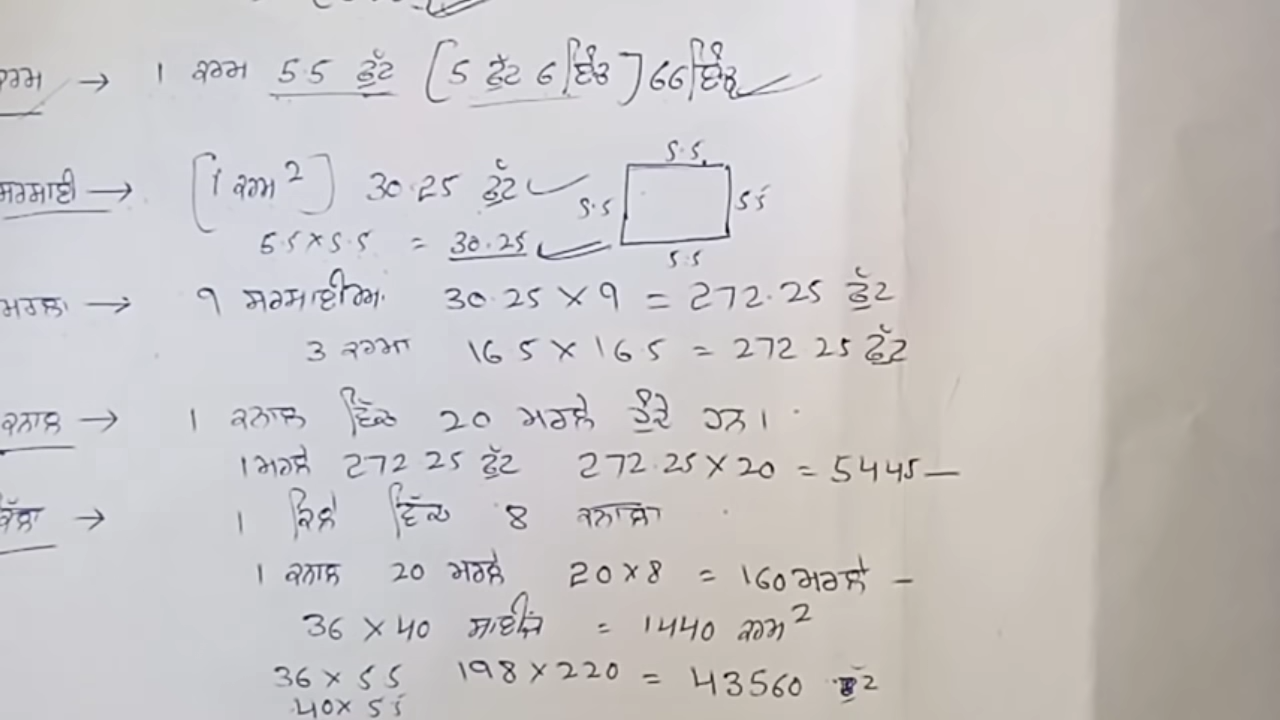 ਕਰਮ → 1 ਕਰਮ 5.5 ਫੁੱਟ [5 ਫੁੱਟ 6 ਇੰਚ] 66 ਇੰਚ
ਸਰਸਾਈ → [1 ਕਰਮ²] 30.25 ਫੁੱਟ
5.5
5.5
5.5
5.5
5.5×5.5 = 30.25
ਮਰਲਾ → 9 ਸਰਸਾਈਆਂ 30.25 × 9 = 272.25 ਫੁੱਟ
3 ਕਰਮਾ 16.5 × 16.5 = 272.25 ਫੁੱਟ
ਕਨਾਲ → 1 ਕਨਾਲ ਵਿੱਚ 20 ਮਰਲੇ ਹੁੰਦੇ ਹਨ।
1 ਮਰਲੇ 272.25 ਫੁੱਟ 272.25 × 20 = 5445 —
ਕਿੱਲਾ → 1 ਕਿਲੇ ਵਿੱਚ 8 ਕਨਾਲਾ
1 ਕਨਾਲ 20 ਮਰਲੇ 20 × 8 = 160 ਮਰਲੇ –
36 × 40 = 1440 ਕਰਮ²
36 × 5.5 198 × 220 = 43560
40 × 5.5